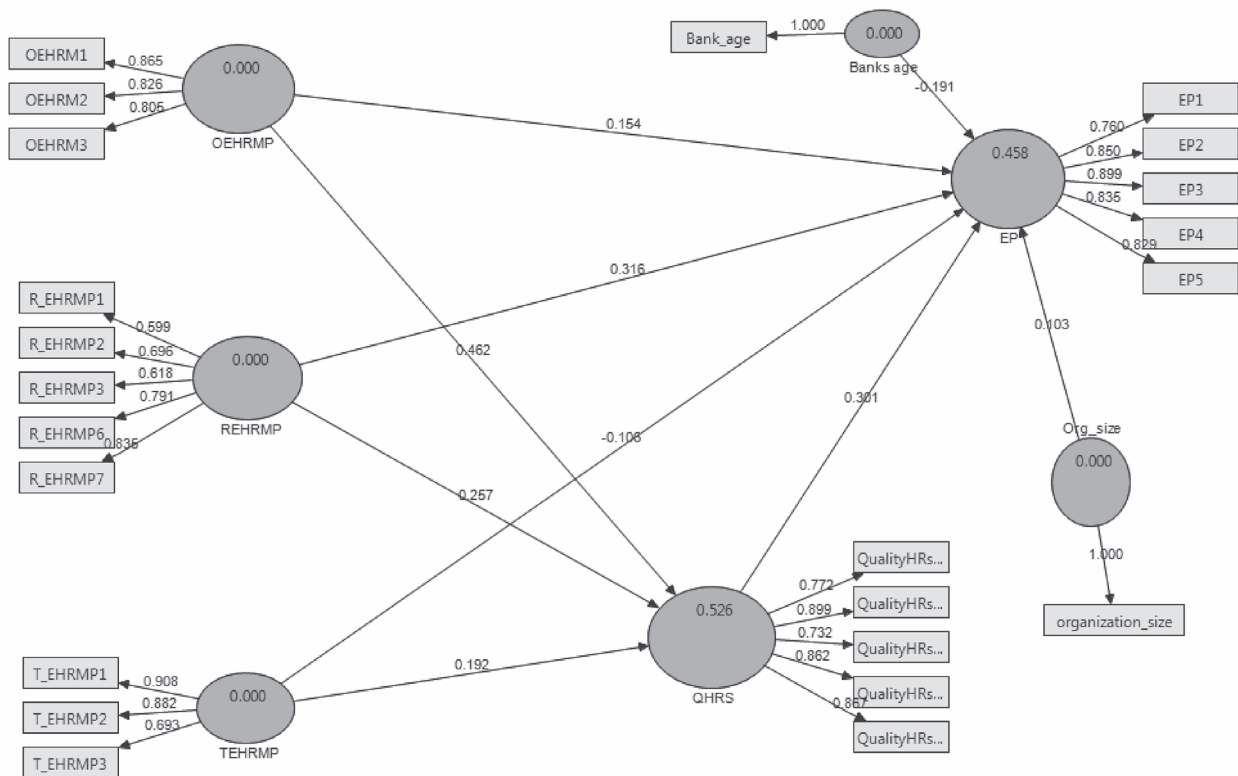 OEHRM1
OEHRM2
OEHRM3
0.865
0.826
0.805
0.000
OEHRMP
Bank_age
1.000
0.000
Banks age
-0.191
0.154
0.458
EP
0.760
0.850
0.899
0.835
0.829
EP1
EP2
EP3
EP4
EP5
R_EHRMP1
R_EHRMP2
R_EHRMP3
R_EHRMP6
R_EHRMP7
0.599
0.696
0.618
0.791
0.835
0.000
REHRMP
0.316
0.462
0.257
-0.106
0.301
0.103
Org_size
0.000
1.000
organization_size
T_EHRMP1
T_EHRMP2
T_EHRMP3
0.908
0.882
0.693
0.000
TEHRMP
0.192
0.526
QHRS
0.772
0.899
0.732
0.862
0.867
QualityHRs...
QualityHRs...
QualityHRs...
QualityHRs...
QualityHRs...